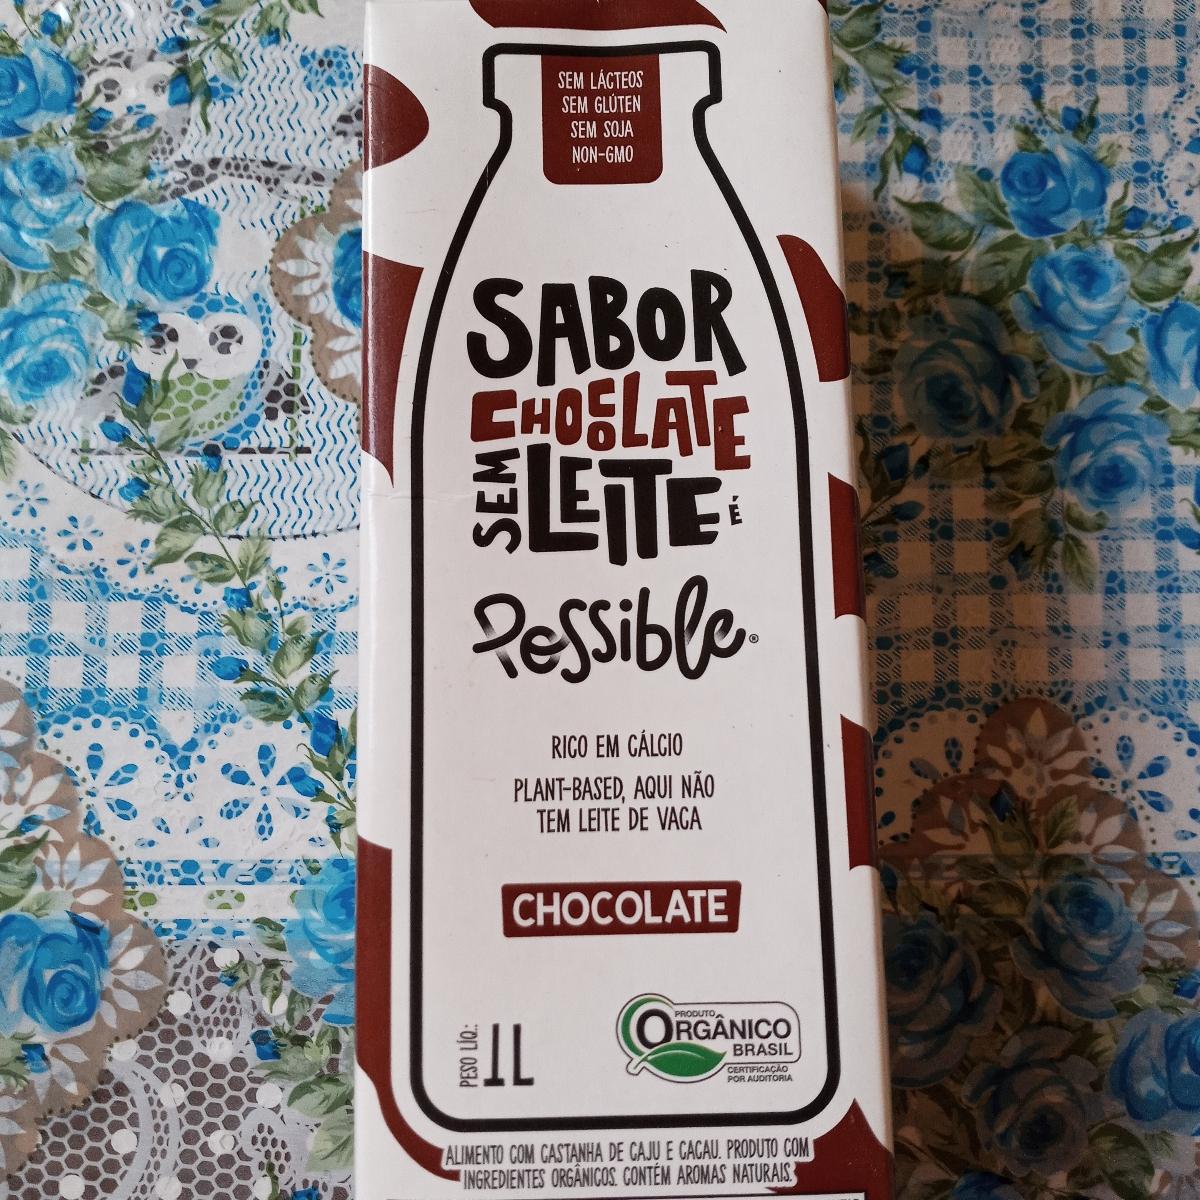 SEM LÁCTEOS
SEM GLÚTEN
SEM SOJA
NON-GMO
SABOR
CHOCOLATE
SEM LEITE É
Possible®
RICO EM CÁLCIO
PLANT-BASED, AQUI NÃO
TEM LEITE DE VACA
CHOCOLATE
PESO LÍQ.: 1L
PRODUTO
ORGÂNICO
BRASIL
CERTIFICAÇÃO
POR AUDITORIA
ALIMENTO COM CASTANHA DE CAJU E CACAU. PRODUTO COM
INGREDIENTES ORGÂNICOS. CONTÉM AROMAS NATURAIS.